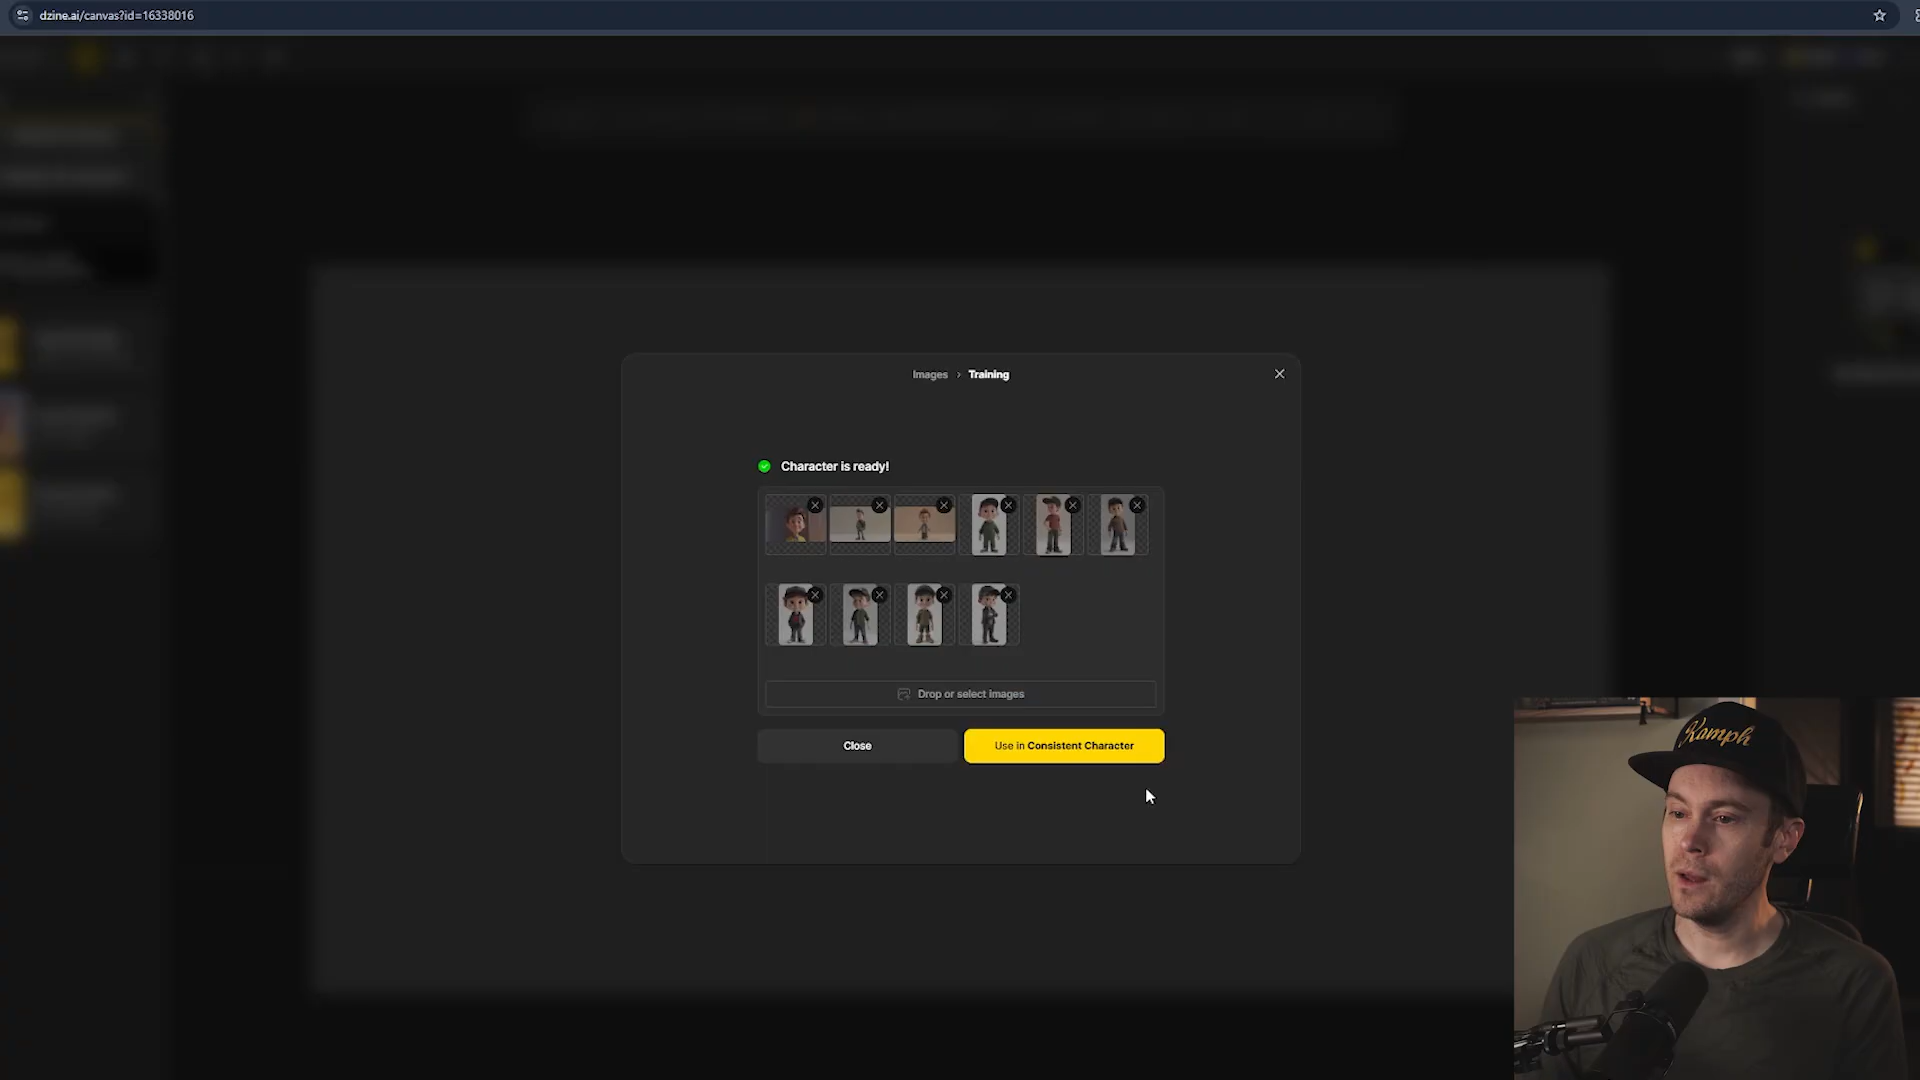 dzine.ai/canvas?id=16338016
Images › Training
Character is ready!
Drop or select images
Close
Use in Consistent Character
Kamph